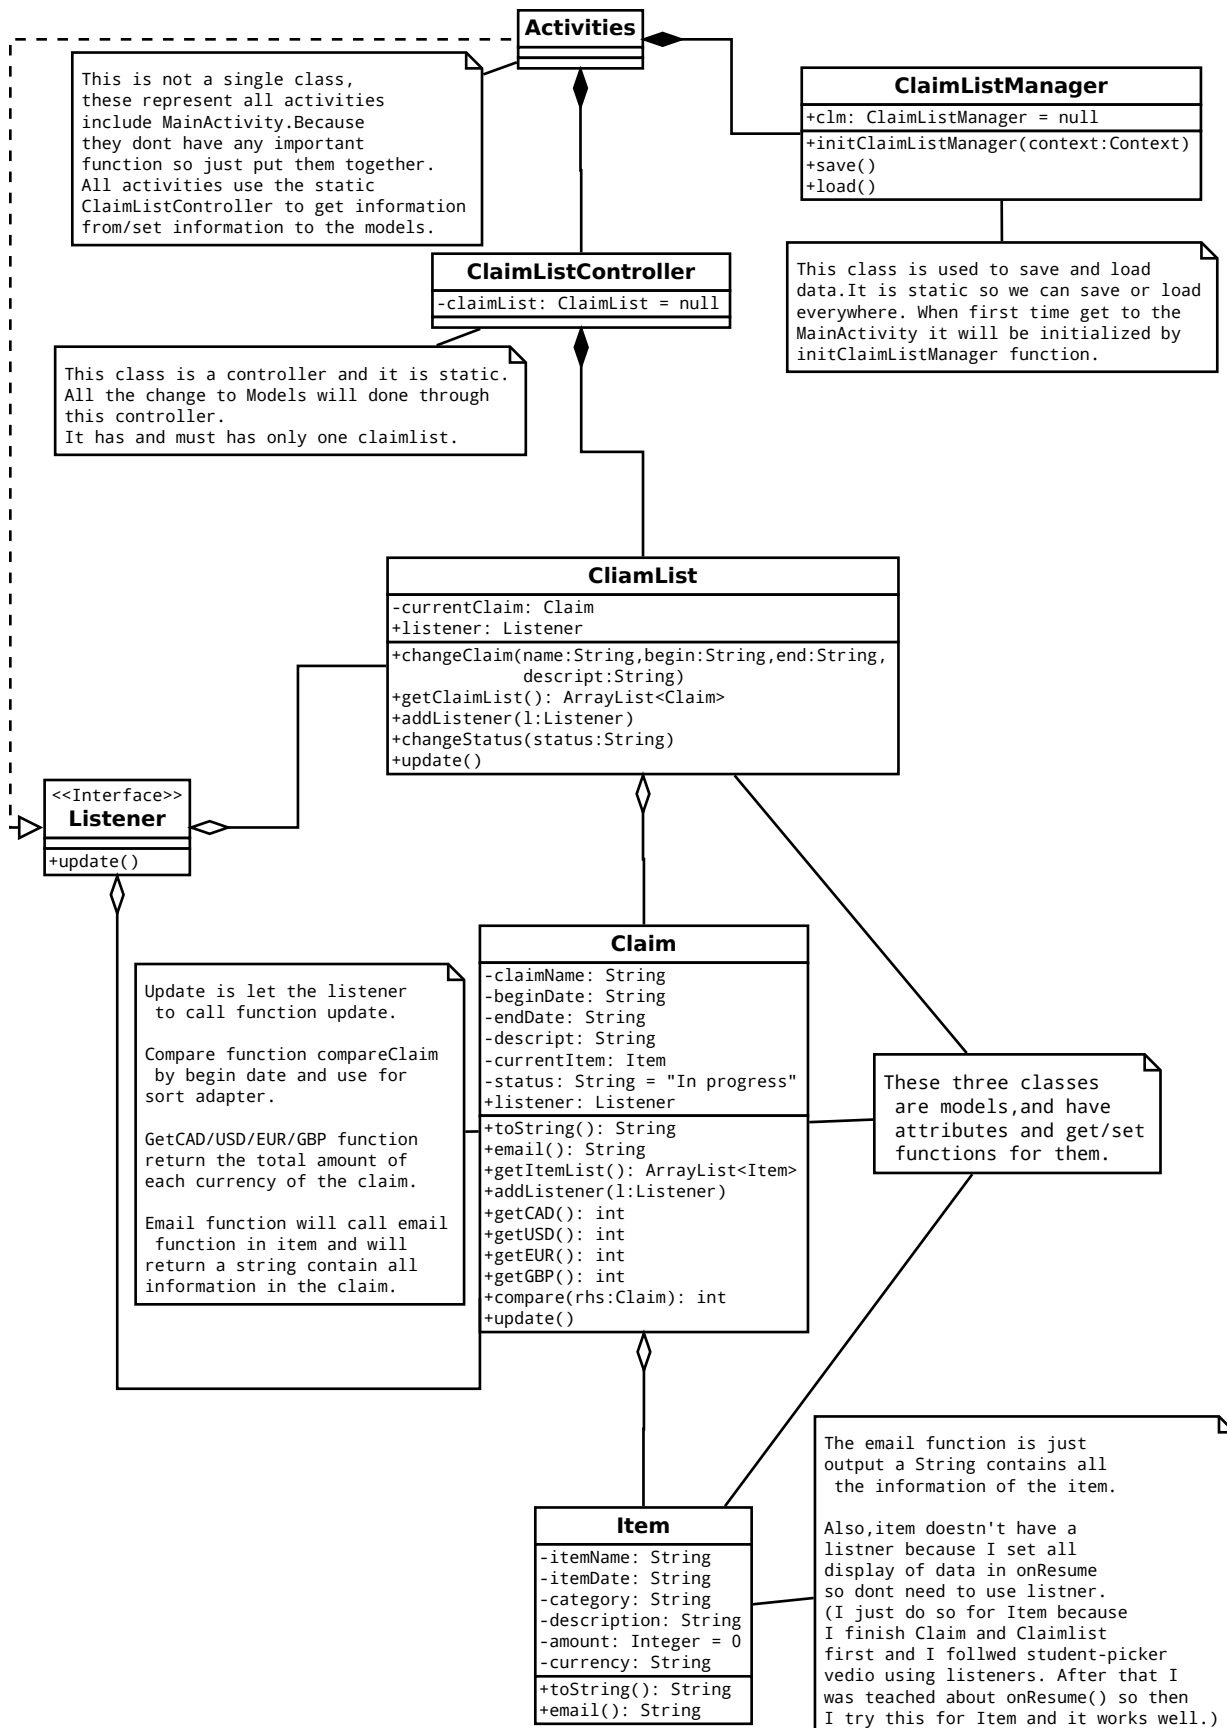 Activities
This is not a single class,
these represent all activities
include MainActivity.Because
they dont have any important
function so just put them together.
All activities use the static
ClaimListController to get information
from/set information to the models.
ClaimListManager
+clm: ClaimListManager = null
+initClaimListManager(context:Context)
+save()
+load()
This class is used to save and load
data.It is static so we can save or load
everywhere. When first time get to the
MainActivity it will be initialized by
initClaimListManager function.
ClaimListController
-claimList: ClaimList = null
This class is a controller and it is static.
All the change to Models will done through
this controller.
It has and must has only one claimlist.
CliamList
-currentClaim: Claim
+listener: Listener
+changeClaim(name:String,begin:String,end:String,
descript:String)
+getClaimList(): ArrayList<Claim>
+addListener(l:Listener)
+changeStatus(status:String)
+update()
<<Interface>>
Listener
+update()
Claim
-claimName: String
-beginDate: String
-endDate: String
-descript: String
-currentItem: Item
-status: String = "In progress"
+listener: Listener
+toString(): String
+email(): String
+getItemList(): ArrayList<Item>
+addListener(l:Listener)
+getCAD(): int
+getUSD(): int
+getEUR(): int
+getGBP(): int
+compare(rhs:Claim): int
+update()
Update is let the listener
to call function update.
Compare function compareClaim
by begin date and use for
sort adapter.
GetCAD/USD/EUR/GBP function
return the total amount of
each currency of the claim.
Email function will call email
function in item and will
return a string contain all
information in the claim.
These three classes
are models,and have
attributes and get/set
functions for them.
Item
-itemName: String
-itemDate: String
-category: String
-description: String
-amount: Integer = 0
-currency: String
+toString(): String
+email(): String
The email function is just
output a String contains all
the information of the item.
Also,item doestn't have a
listner because I set all
display of data in onResume
so dont need to use listner.
(I just do so for Item because
I finish Claim and Claimlist
first and I follwed student-picker
vedio using listeners. After that I
was teached about onResume() so then
I try this for Item and it works well.)